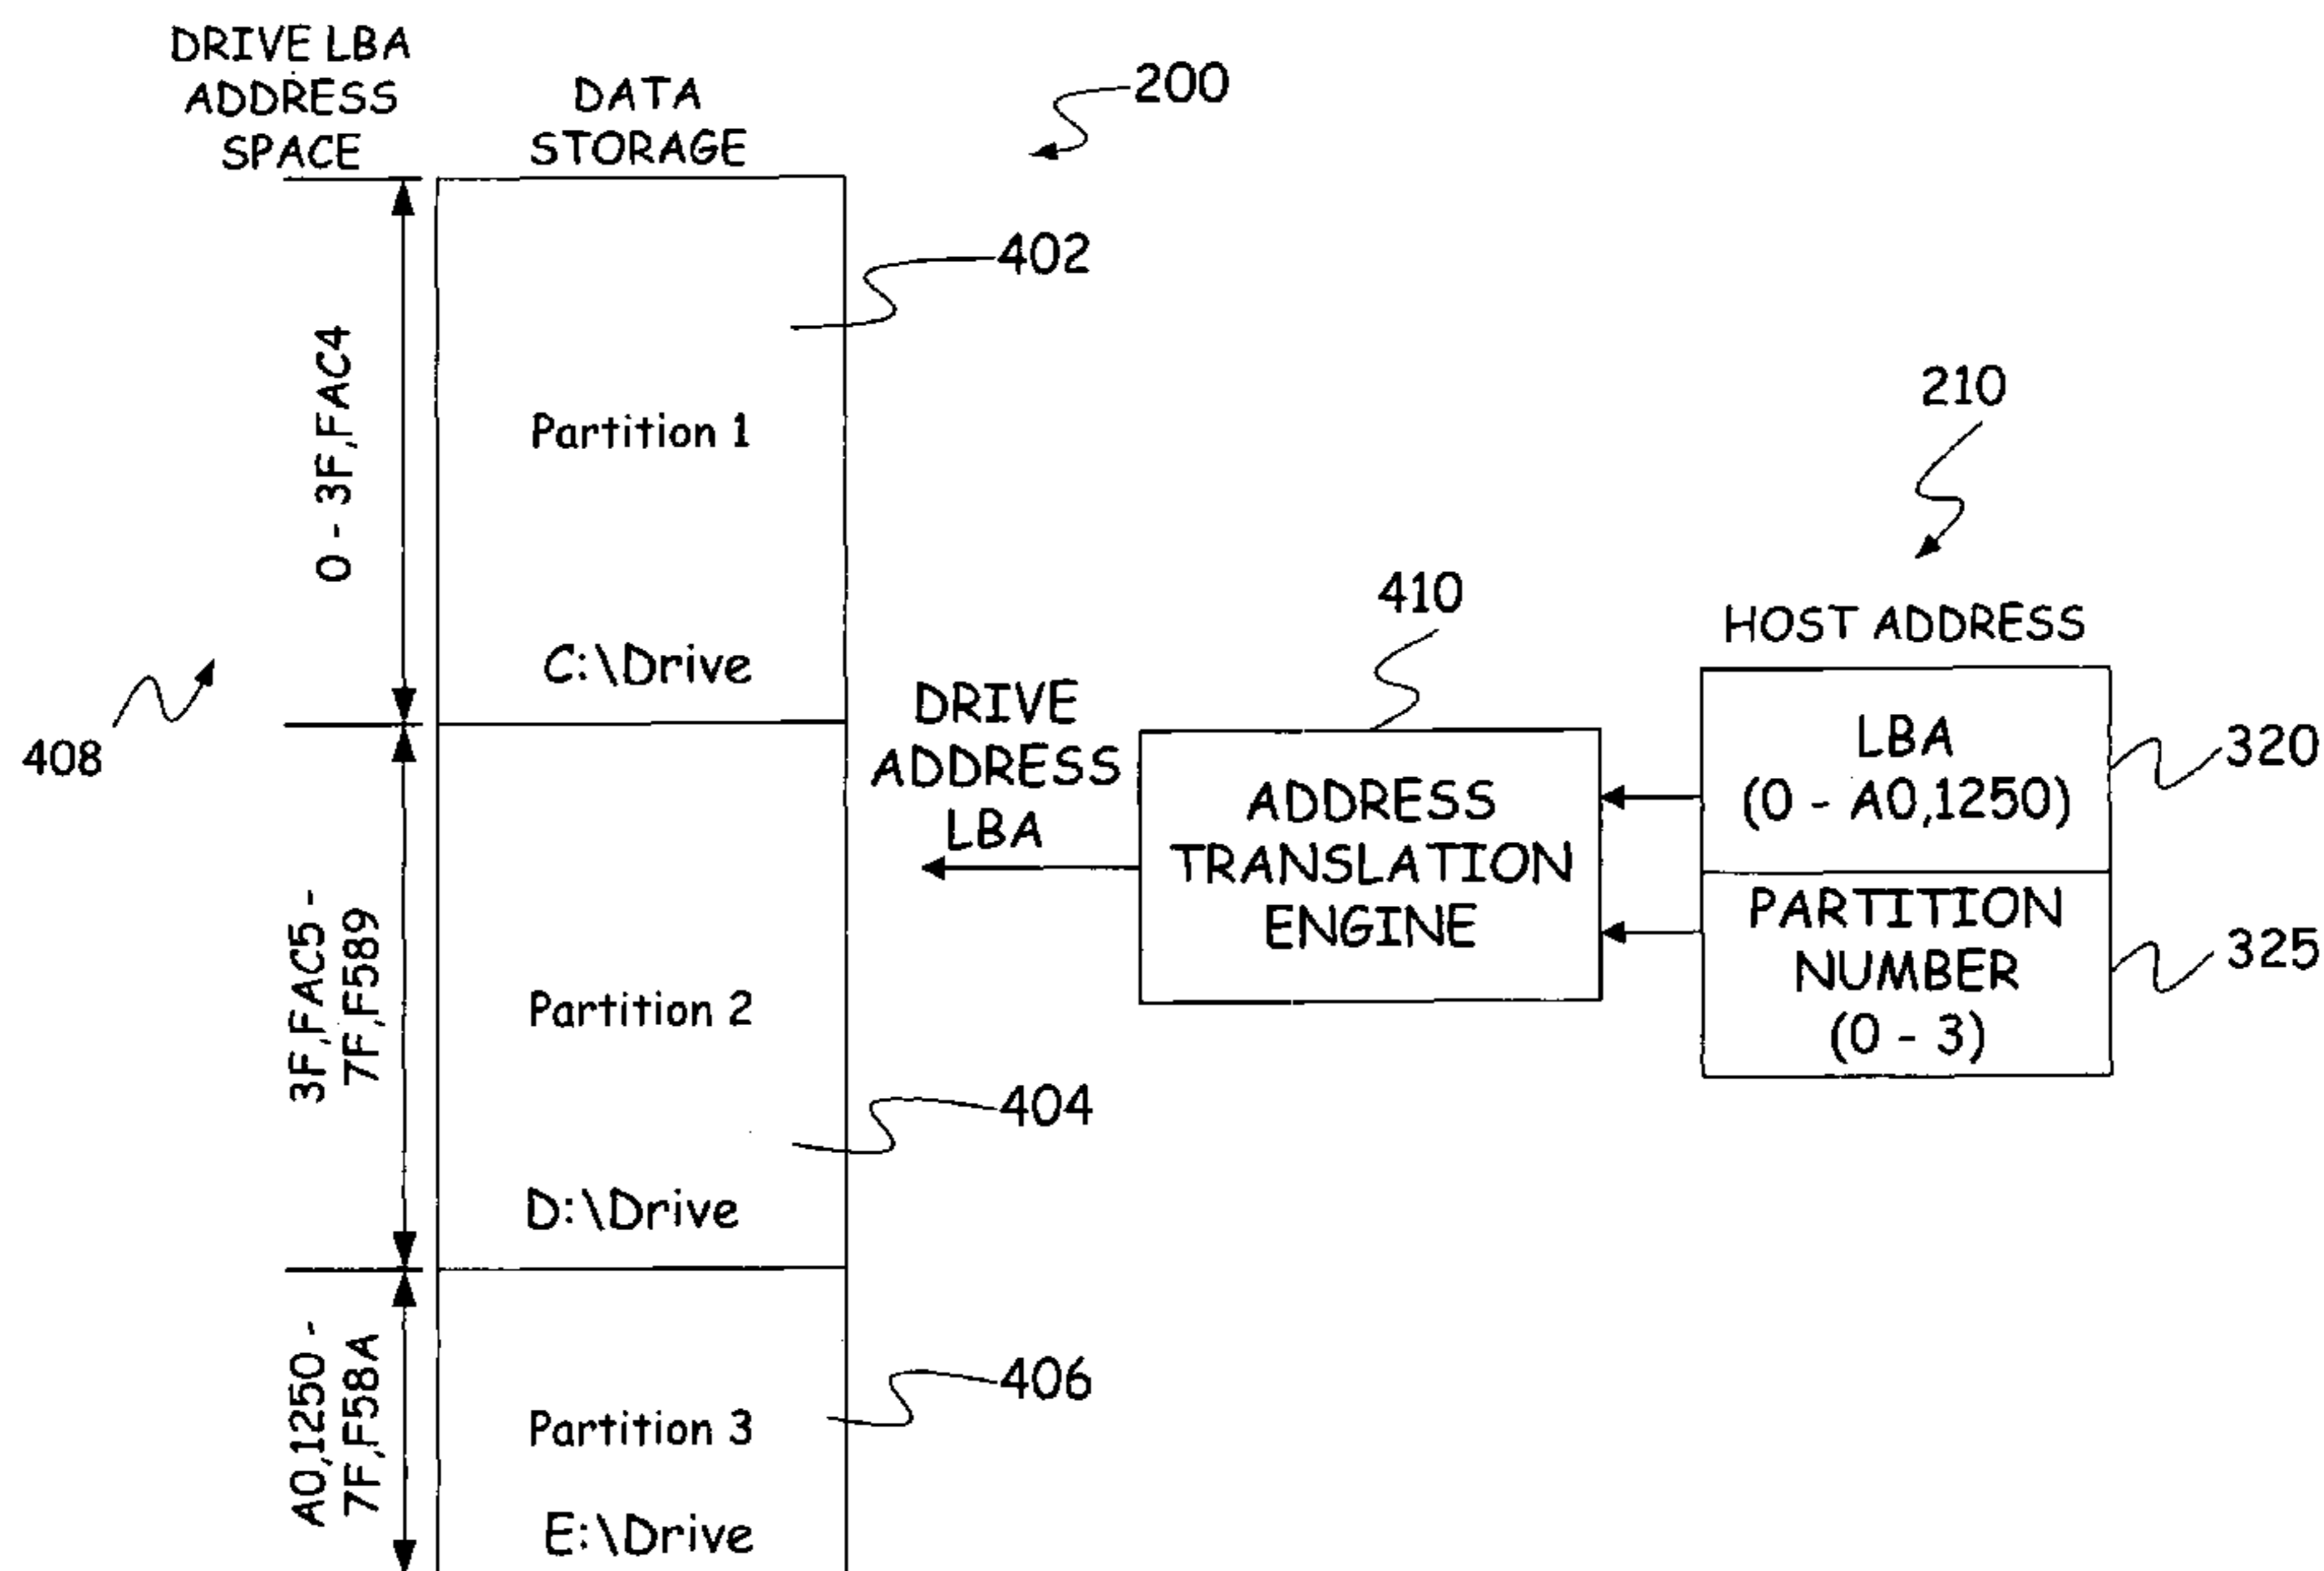 DRIVE LBA
ADDRESS
SPACE
DATA
STORAGE
200
402
0 - 3F,FAC4
Partition 1
C:\Drive
408
210
410
HOST ADDRESS
DRIVE
ADDRESS
LBA
ADDRESS
TRANSLATION
ENGINE
LBA
(0 - A0,1250)
320
PARTITION
NUMBER
(0 - 3)
325
3F,FAC5 -
7F,F589
Partition 2
404
D:\Drive
A0,1250 -
7F,F58A
406
Partition 3
E:\Drive